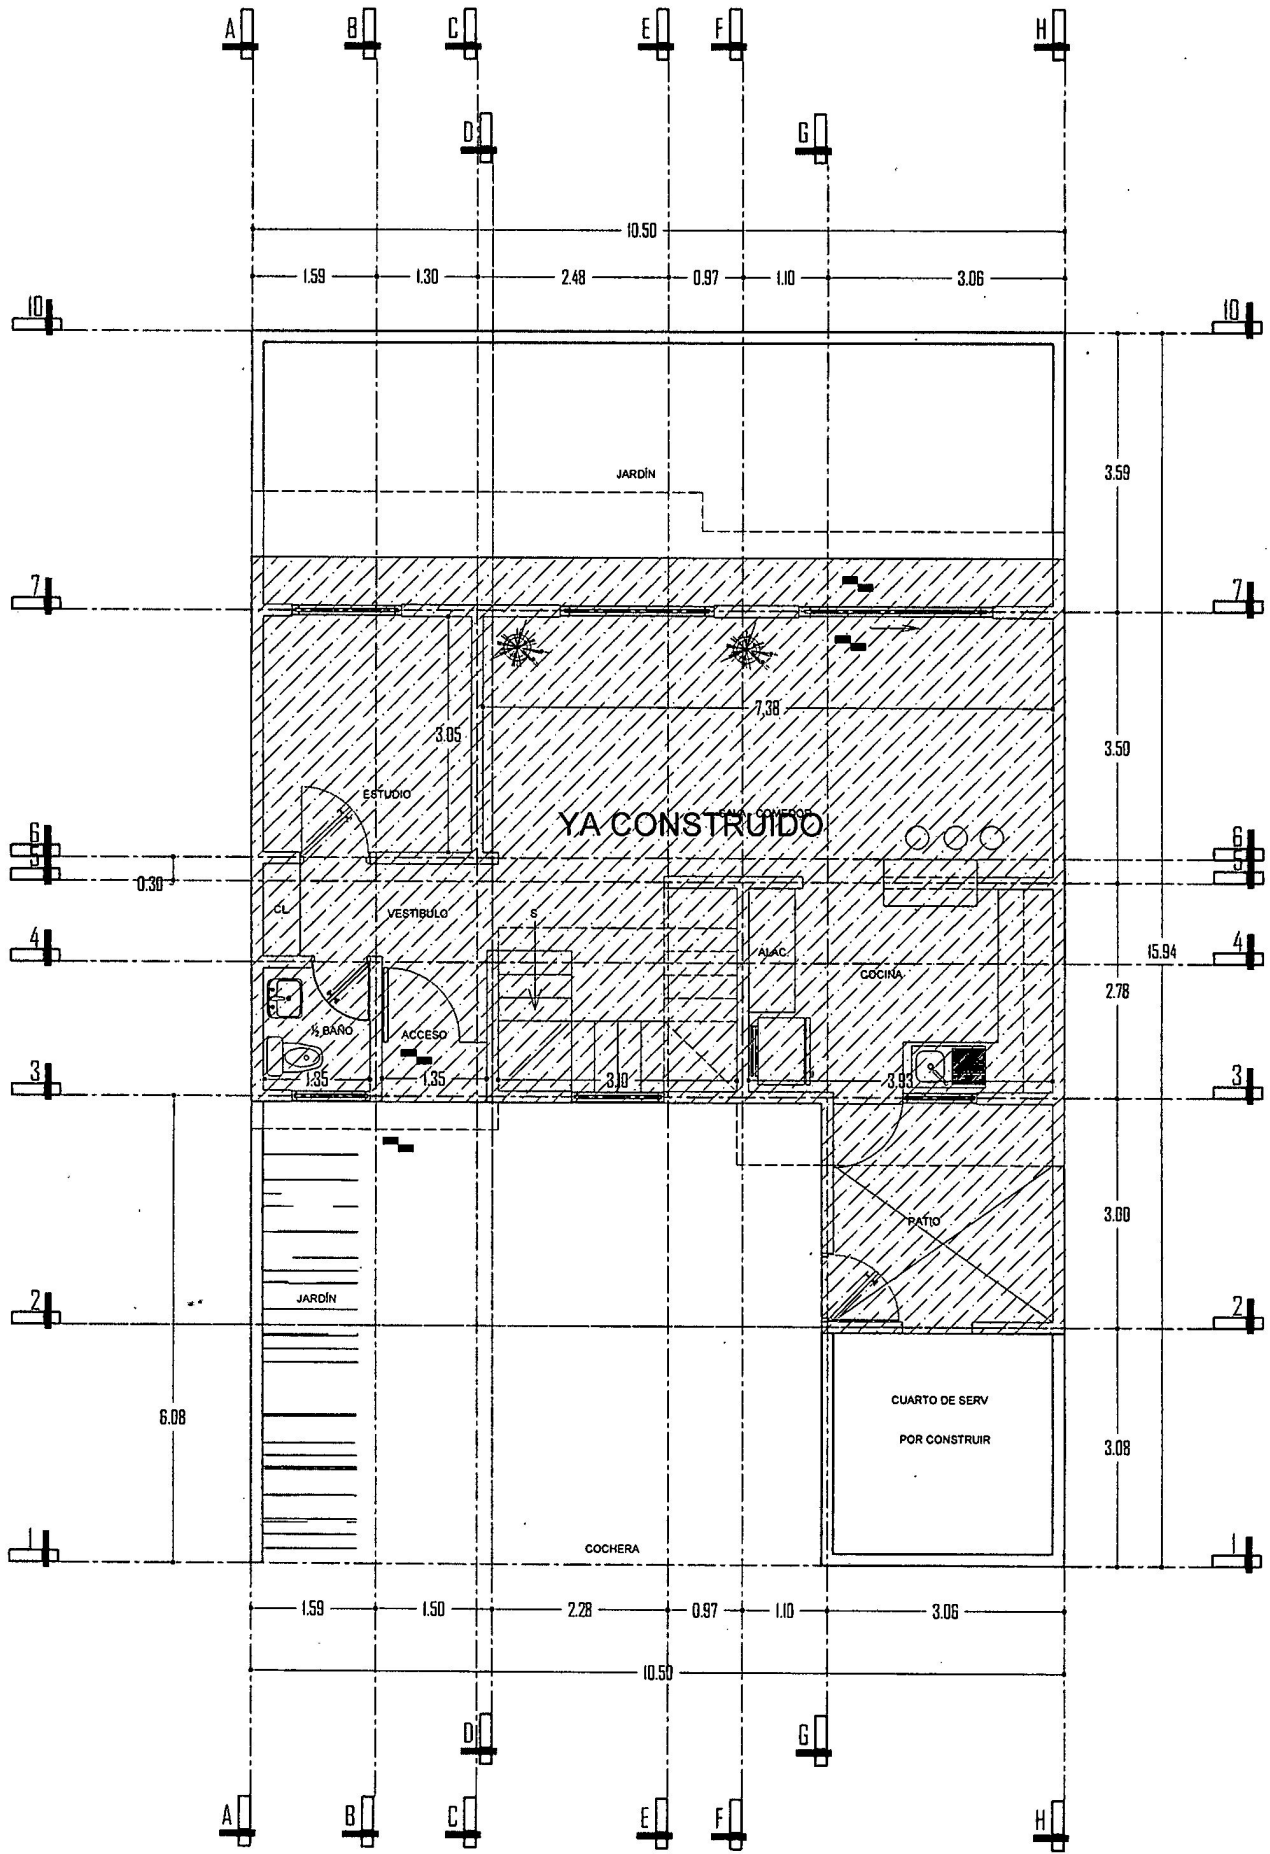 A B C E F H
D G
10.50
1.59 1.30 2.48 0.97 1.10 3.06
10 10
JARDÍN
3.59
7 7
7.38
3.05
3.50
ESTUDIO
SALA COMEDOR
YA CONSTRUIDO
6 6
5 5
0.30
CL. VESTIBULO S
4 4
ALAC. COCINA
15.94
2.78
½ BAÑO ACCESO
3 3
1.35 1.35 3.10 3.93
PATIO
3.00
JARDÍN
2 2
CUARTO DE SERV
POR CONSTRUIR
6.08
3.08
1 1
COCHERA
1.59 1.50 2.28 0.97 1.10 3.06
10.50
D G
A B C E F H